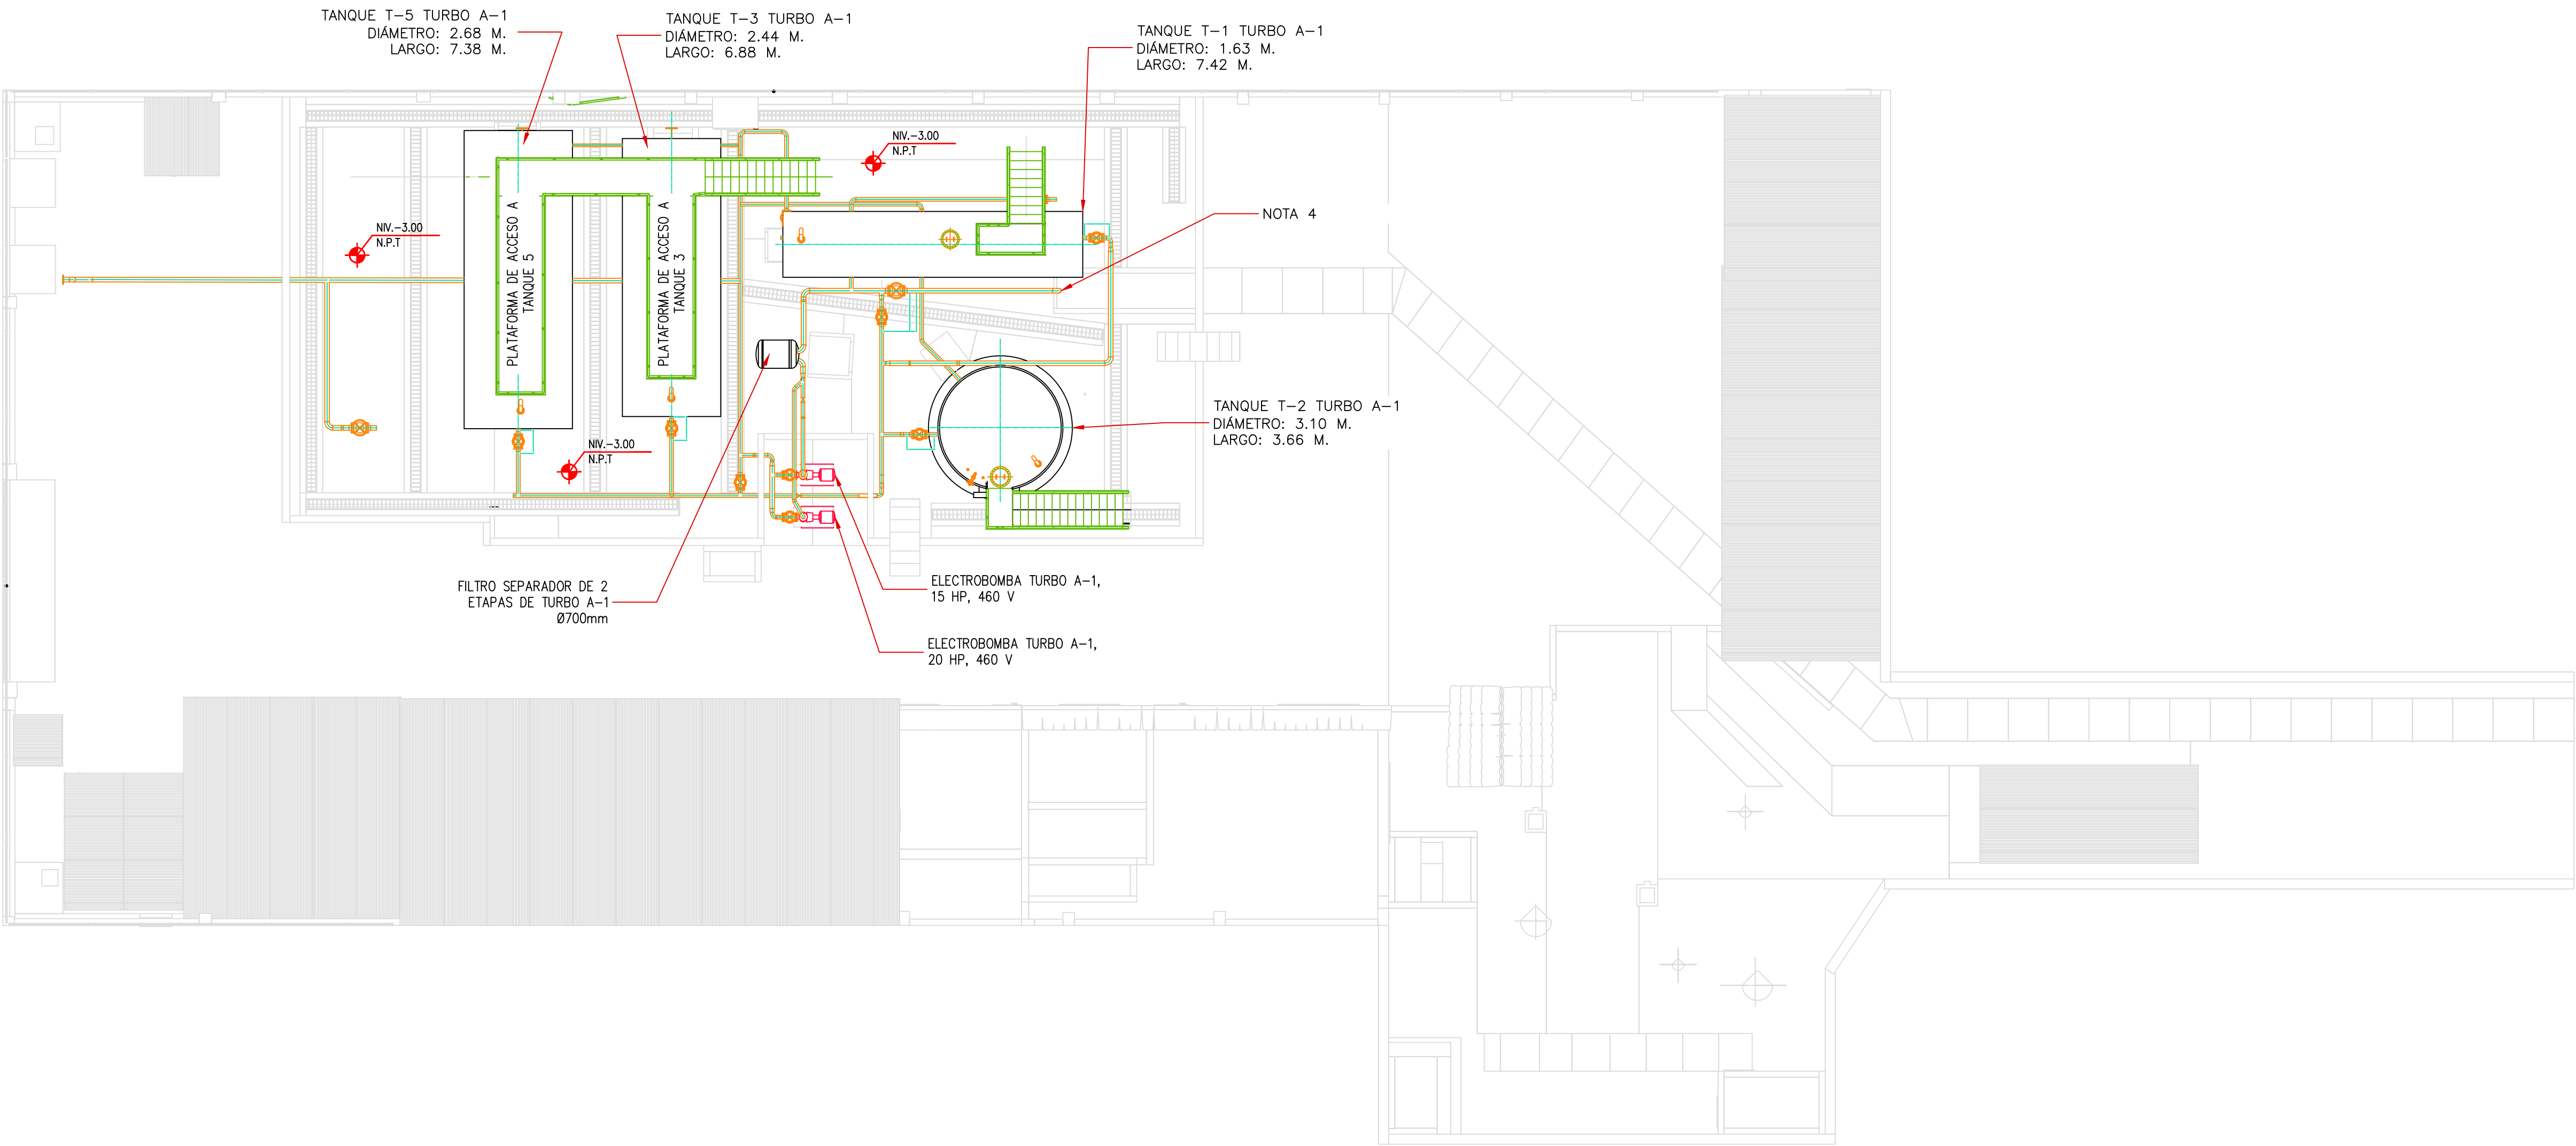 TANQUE T-5 TURBO A-1
DIÁMETRO: 2.68 M.
LARGO: 7.38 M.
TANQUE T-3 TURBO A-1
DIÁMETRO: 2.44 M.
LARGO: 6.88 M.
TANQUE T-1 TURBO A-1
DIÁMETRO: 1.63 M.
LARGO: 7.42 M.
NIV.-3.00
N.P.T
NOTA 4
NIV.-3.00
N.P.T
PLATAFORMA DE ACCESO A
TANQUE 5
PLATAFORMA DE ACCESO A
TANQUE 3
TANQUE T-2 TURBO A-1
DIÁMETRO: 3.10 M.
LARGO: 3.66 M.
NIV.-3.00
N.P.T
FILTRO SEPARADOR DE 2
ETAPAS DE TURBO A-1
Ø700mm
ELECTROBOMBA TURBO A-1,
15 HP, 460 V
ELECTROBOMBA TURBO A-1,
20 HP, 460 V